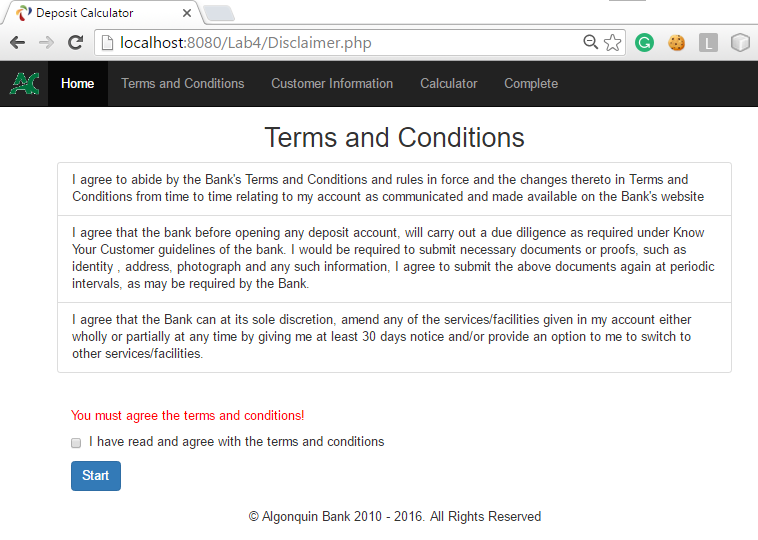 Deposit Calculator
localhost:8080/Lab4/Disclaimer.php
L
AC Home Terms and Conditions Customer Information Calculator Complete
Terms and Conditions
I agree to abide by the Bank's Terms and Conditions and rules in force and the changes thereto in Terms and
Conditions from time to time relating to my account as communicated and made available on the Bank's website
I agree that the bank before opening any deposit account, will carry out a due diligence as required under Know
Your Customer guidelines of the bank. I would be required to submit necessary documents or proofs, such as
identity , address, photograph and any such information, I agree to submit the above documents again at periodic
intervals, as may be required by the Bank.
I agree that the Bank can at its sole discretion, amend any of the services/facilities given in my account either
wholly or partially at any time by giving me at least 30 days notice and/or provide an option to me to switch to
other services/facilities.
You must agree the terms and conditions!
I have read and agree with the terms and conditions
Start
© Algonquin Bank 2010 - 2016. All Rights Reserved